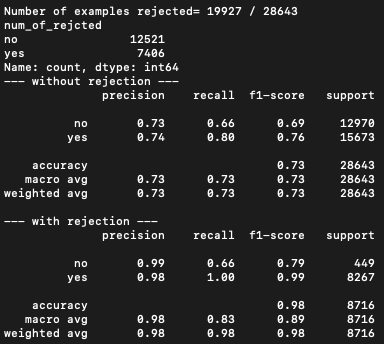 Number of examples rejected= 19927 / 28643
num_of_rejcted
no 12521
yes 7406
Name: count, dtype: int64
--- without rejection ---
precision recall f1-score support
no 0.73 0.66 0.69 12970
yes 0.74 0.80 0.76 15673
accuracy 0.73 28643
macro avg 0.73 0.73 0.73 28643
weighted avg 0.73 0.73 0.73 28643
--- with rejection ---
precision recall f1-score support
no 0.99 0.66 0.79 449
yes 0.98 1.00 0.99 8267
accuracy 0.98 8716
macro avg 0.98 0.83 0.89 8716
weighted avg 0.98 0.98 0.98 8716